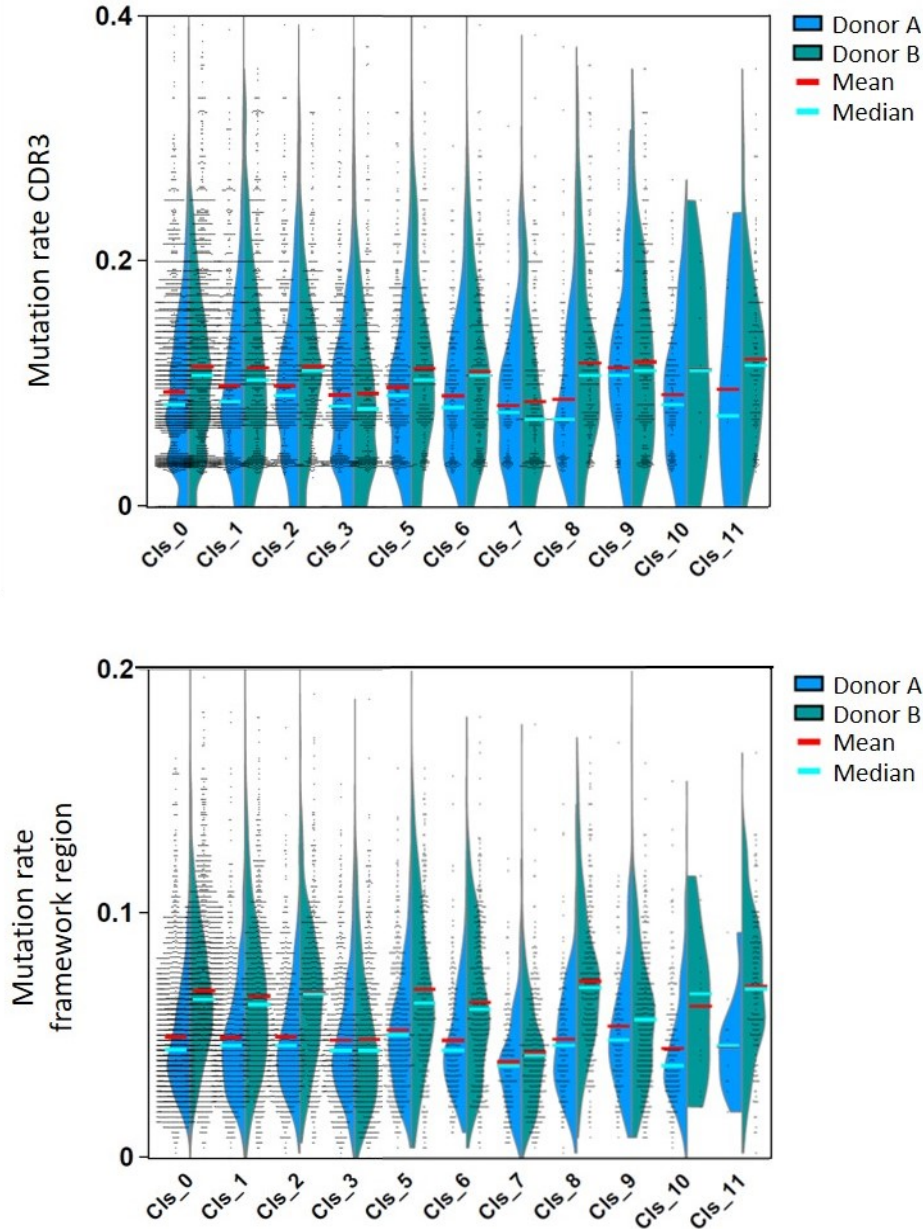 0.4
Donor A
Donor B
Mean
Median
Mutation rate CDR3
0.2
0
Cls_0 Cls_1 Cls_2 Cls_3 Cls_5 Cls_6 Cls_7 Cls_8 Cls_9 Cls_10 Cls_11
0.2
Donor A
Donor B
Mean
Median
Mutation rate
framework region
0.1
0
Cls_0 Cls_1 Cls_2 Cls_3 Cls_5 Cls_6 Cls_7 Cls_8 Cls_9 Cls_10 Cls_11